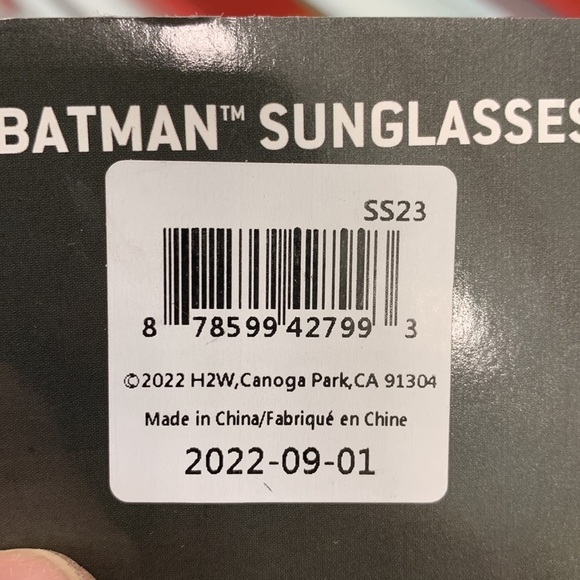 BATMAN™ SUNGLASSES
SS23
8 78599 42799 3
©2022 H2W,Canoga Park,CA 91304
Made in China/Fabriqué en Chine
2022-09-01